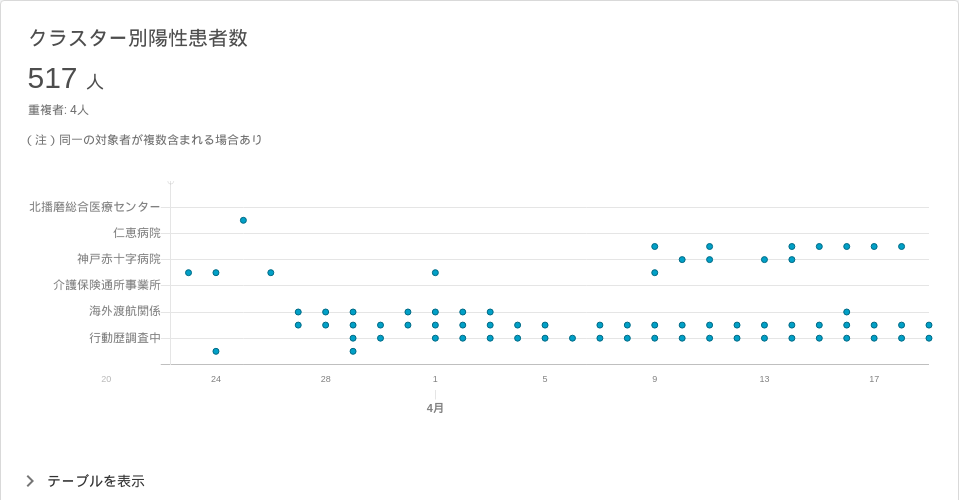 クラスター別陽性患者数
517 人
重複者: 4人
（注）同一の対象者が複数含まれる場合あり
北播磨総合医療センター
仁恵病院
神戸赤十字病院
介護保険通所事業所
海外渡航関係
行動歴調査中
20 24 28 1 5 9 13 17
4月
テーブルを表示